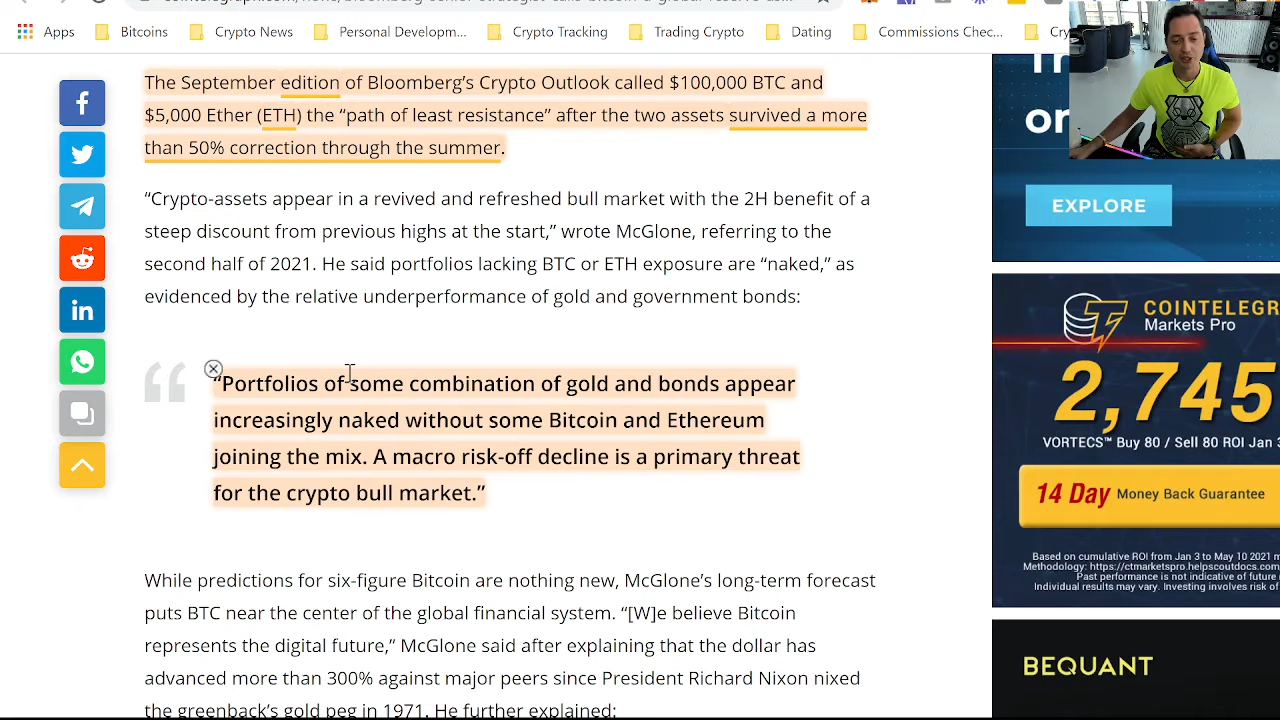 Apps
Bitcoins
Crypto News
Personal Developm...
Crypto Tracking
Trading Crypto
Dating
Commissions Chec...
The September edition of Bloomberg's Crypto Outlook called $100,000 BTC and
$5,000 Ether (ETH) the “path of least resistance” after the two assets survived a more
than 50% correction through the summer.
“Crypto-assets appear in a revived and refreshed bull market with the 2H benefit of a
steep discount from previous highs at the start,” wrote McGlone, referring to the
second half of 2021. He said portfolios lacking BTC or ETH exposure are “naked,” as
evidenced by the relative underperformance of gold and government bonds:
“Portfolios of some combination of gold and bonds appear
increasingly naked without some Bitcoin and Ethereum
joining the mix. A macro risk-off decline is a primary threat
for the crypto bull market.”
While predictions for six-figure Bitcoin are nothing new, McGlone's long-term forecast
puts BTC near the center of the global financial system. “[W]e believe Bitcoin
represents the digital future,” McGlone said after explaining that the dollar has
advanced more than 300% against major peers since President Richard Nixon nixed
the greenback's gold peg in 1971. He further explained:
EXPLORE
COINTELEGR
Markets Pro
2,745
VORTECS™ Buy 80 / Sell 80 ROI Jan 3
14 Day Money Back Guarantee
Based on cumulative ROI from Jan 3 to May 10 2021
Methodology: https://ctmarketspro.helpscoutdocs.com
Past performance is not indicative of future
Individual results may vary. Investing involves risk of
BEQUANT